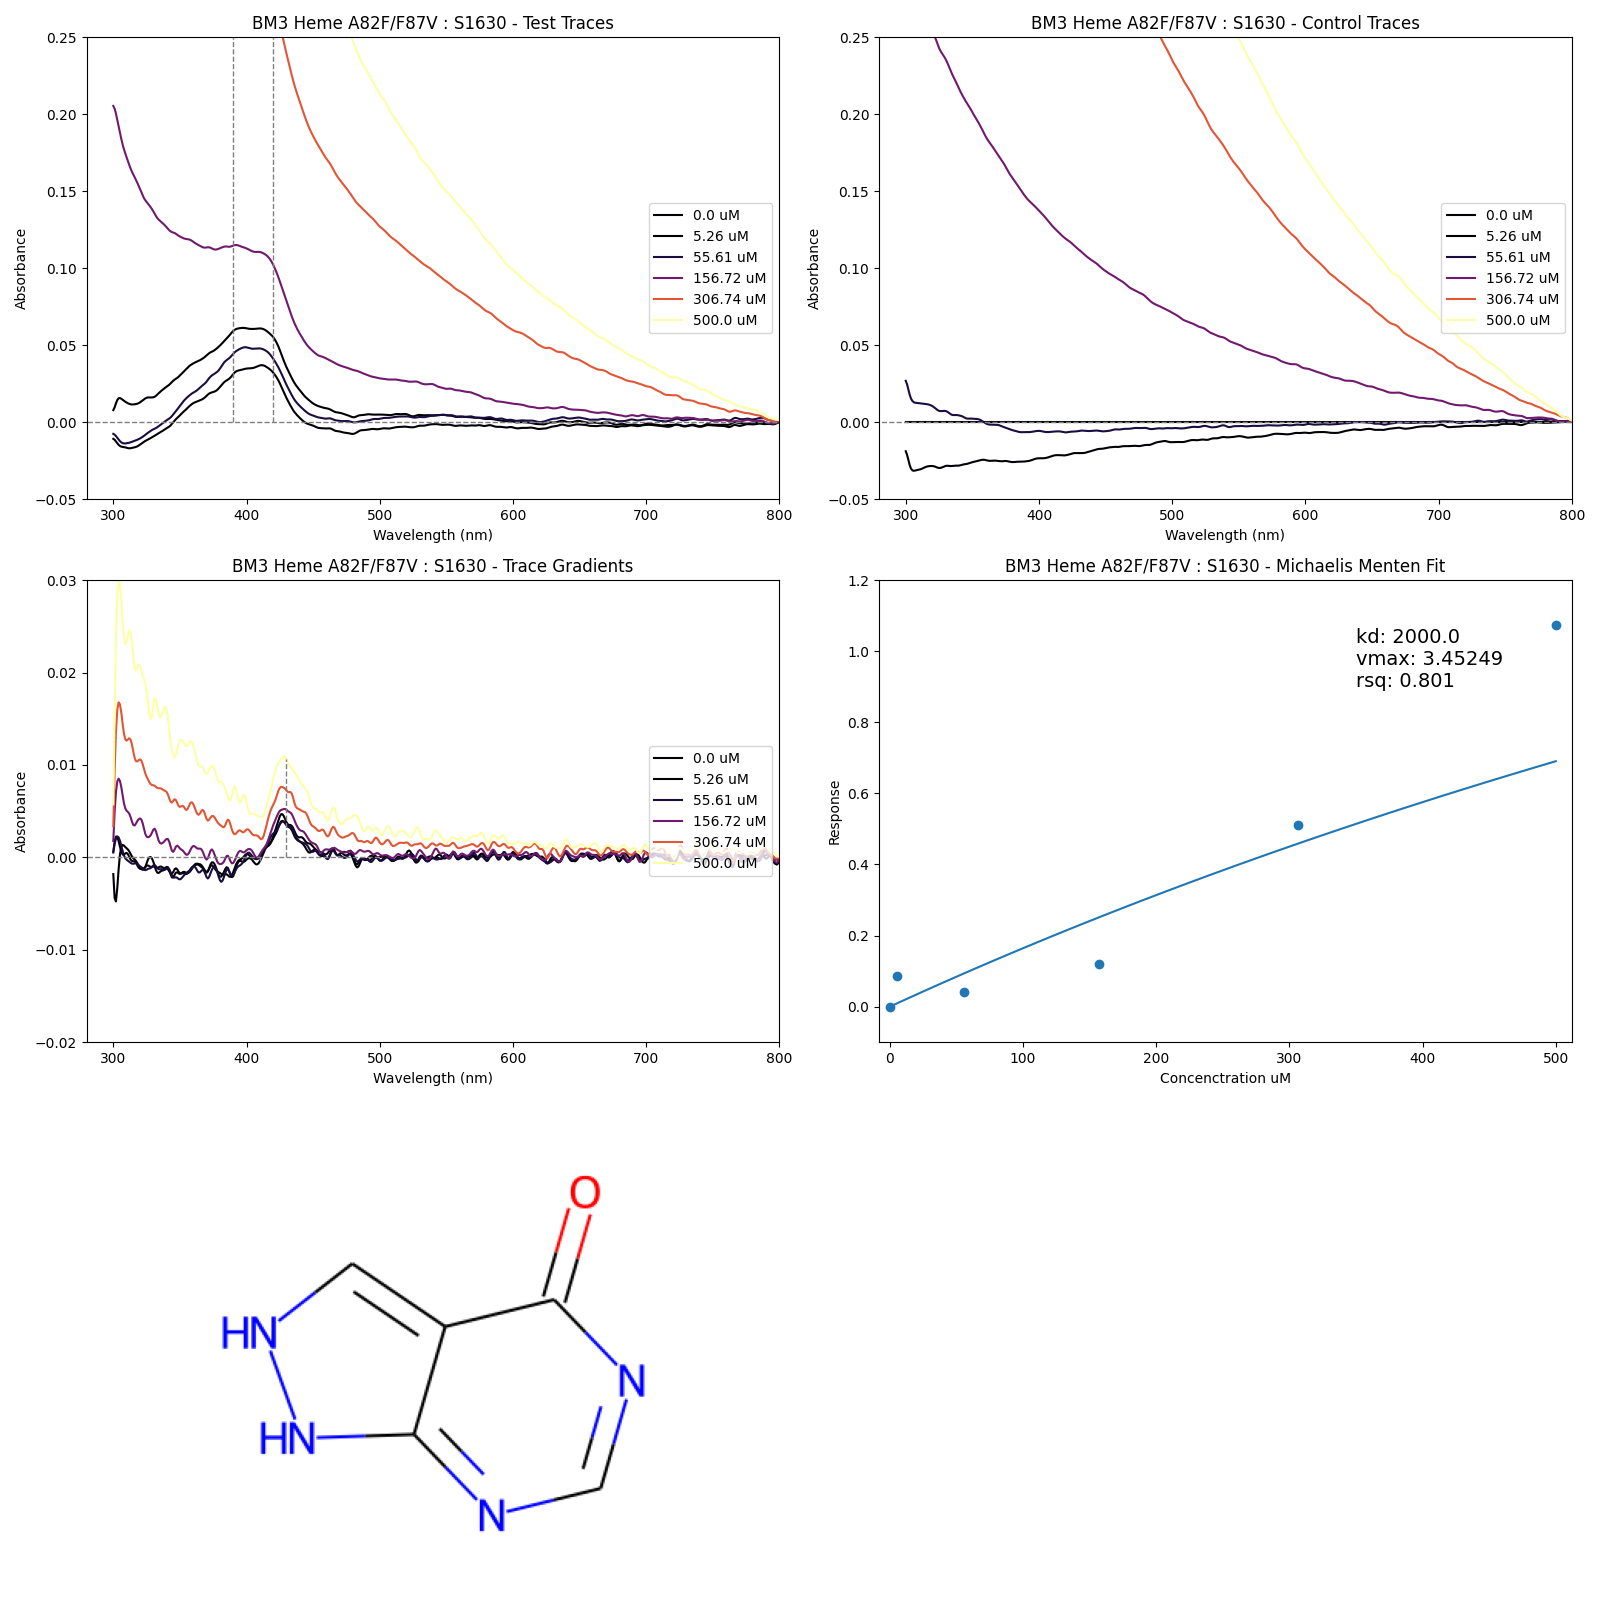 BM3 Heme A82F/F87V : S1630 - Test Traces
0.25
0.20
0.15
0.10
0.05
0.00
−0.05
Absorbance
300 400 500 600 700 800
Wavelength (nm)
0.0 uM
5.26 uM
55.61 uM
156.72 uM
306.74 uM
500.0 uM
BM3 Heme A82F/F87V : S1630 - Control Traces
0.25
0.20
0.15
0.10
0.05
0.00
−0.05
Absorbance
300 400 500 600 700 800
Wavelength (nm)
0.0 uM
5.26 uM
55.61 uM
156.72 uM
306.74 uM
500.0 uM
BM3 Heme A82F/F87V : S1630 - Trace Gradients
0.03
0.02
0.01
0.00
−0.01
−0.02
Absorbance
300 400 500 600 700 800
Wavelength (nm)
0.0 uM
5.26 uM
55.61 uM
156.72 uM
306.74 uM
500.0 uM
BM3 Heme A82F/F87V : S1630 - Michaelis Menten Fit
1.2
1.0
0.8
0.6
0.4
0.2
0.0
Response
0 100 200 300 400 500
Concenctration uM
kd: 2000.0
vmax: 3.45249
rsq: 0.801
O
HN
N
HN
N